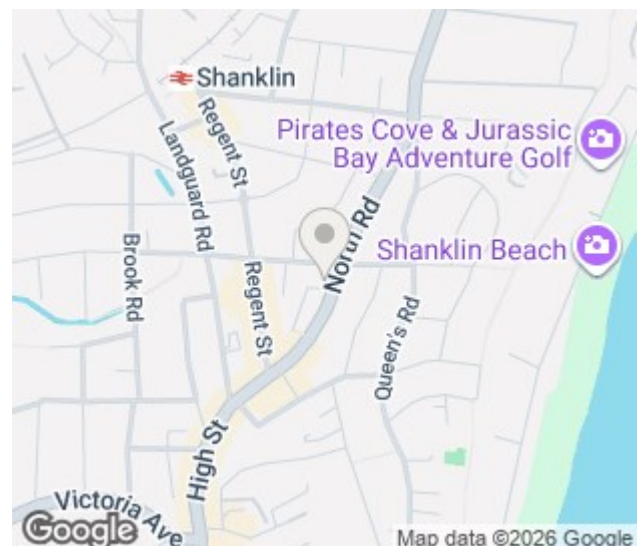 Shanklin
Regent St
Landguard Rd
Pirates Cove & Jurassic
Bay Adventure Golf
North Rd
Shanklin Beach
Brook Rd
Regent St
Queen's Rd
High St
Victoria Ave
Google
Map data ©2026 Google